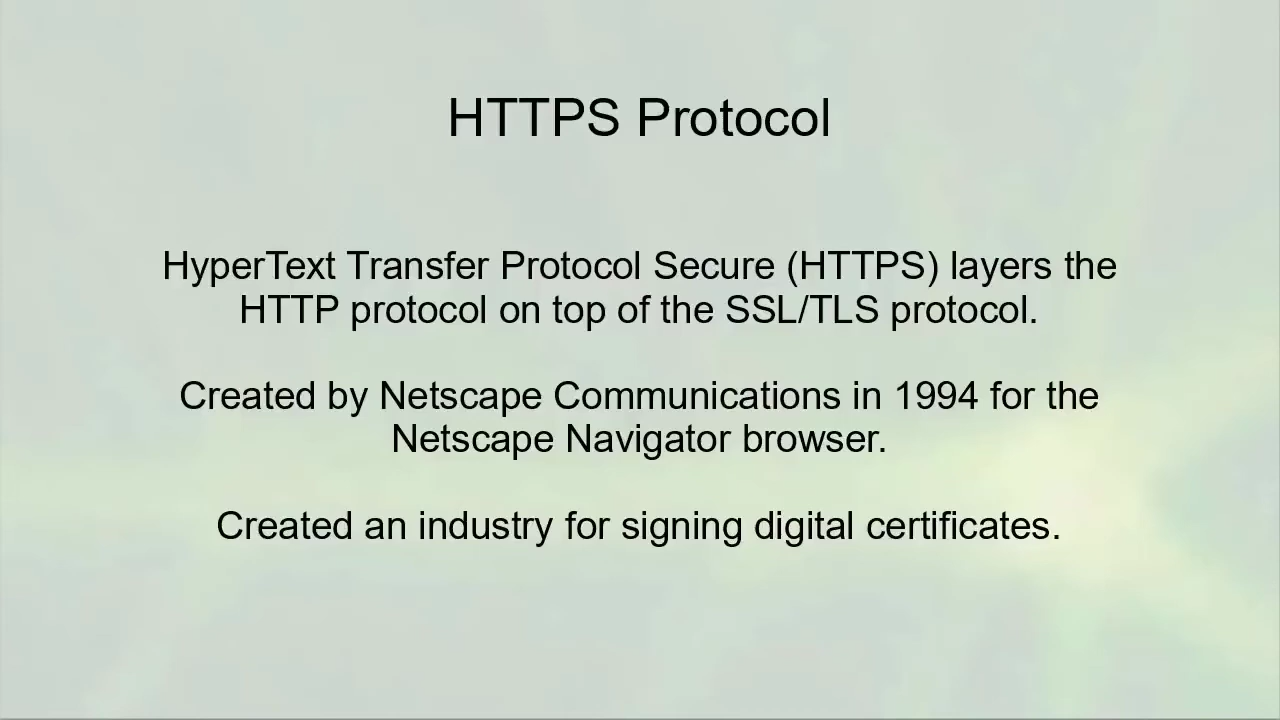 HTTPS Protocol
HyperText Transfer Protocol Secure (HTTPS) layers the
HTTP protocol on top of the SSL/TLS protocol.
Created by Netscape Communications in 1994 for the
Netscape Navigator browser.
Created an industry for signing digital certificates.